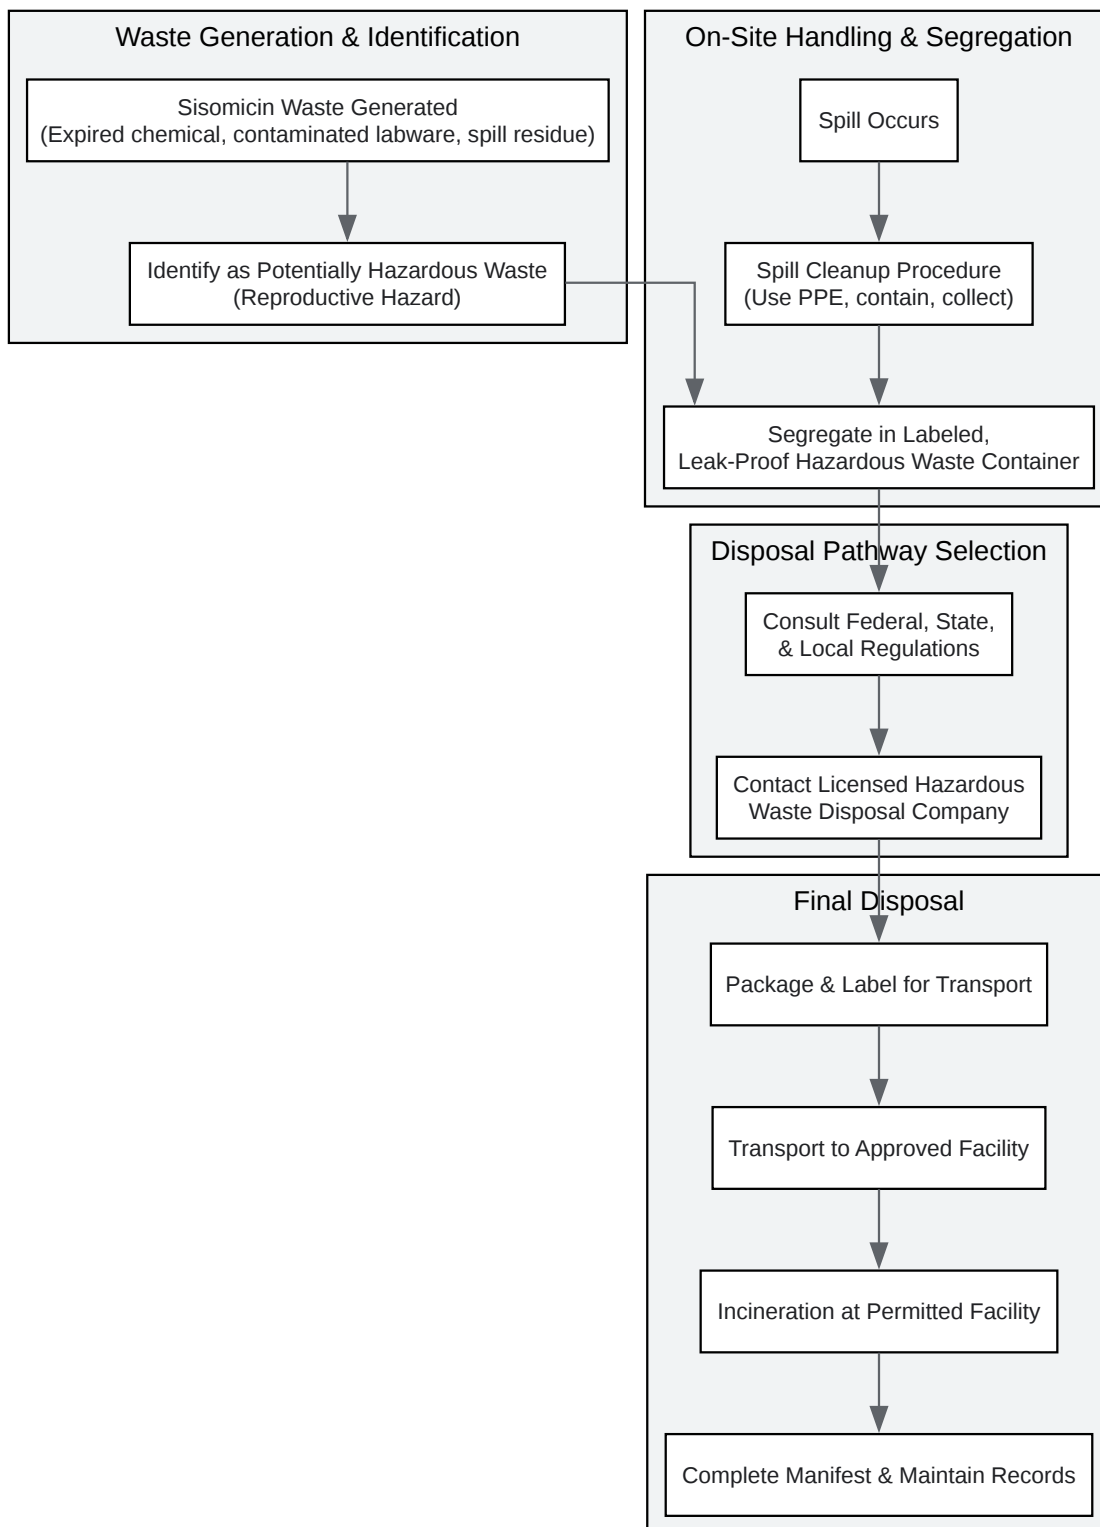 Waste Generation & Identification
Sisomicin Waste Generated
(Expired chemical, contaminated labware, spill residue)
Identify as Potentially Hazardous Waste
(Reproductive Hazard)
On-Site Handling & Segregation
Spill Occurs
Spill Cleanup Procedure
(Use PPE, contain, collect)
Segregate in Labeled,
Leak-Proof Hazardous Waste Container
Disposal Pathway Selection
Consult Federal, State,
& Local Regulations
Contact Licensed Hazardous
Waste Disposal Company
Final Disposal
Package & Label for Transport
Transport to Approved Facility
Incineration at Permitted Facility
Complete Manifest & Maintain Records